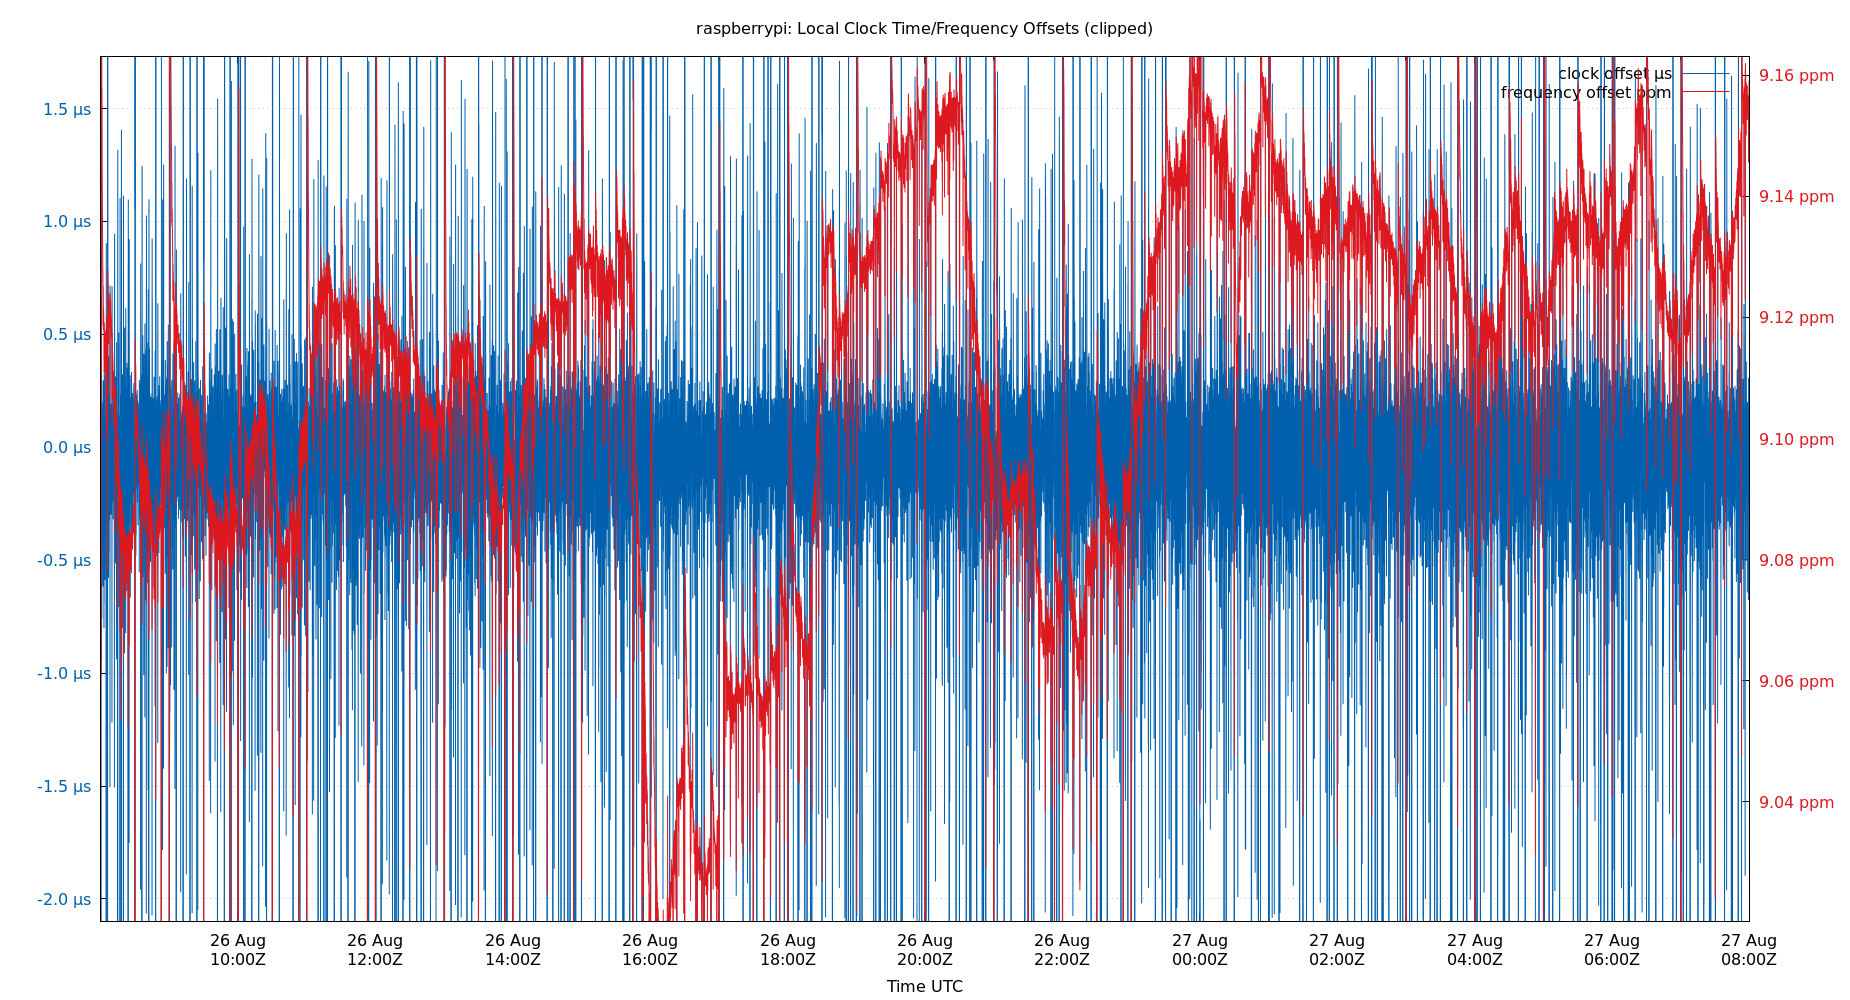 raspberrypi: Local Clock Time/Frequency Offsets (clipped)
clock offset µs
frequency offset ppm
1.5 µs
1.0 µs
0.5 µs
0.0 µs
-0.5 µs
-1.0 µs
-1.5 µs
-2.0 µs
9.16 ppm
9.14 ppm
9.12 ppm
9.10 ppm
9.08 ppm
9.06 ppm
9.04 ppm
26 Aug 26 Aug 26 Aug 26 Aug 26 Aug 26 Aug 26 Aug 27 Aug 27 Aug 27 Aug 27 Aug 27 Aug
10:00Z 12:00Z 14:00Z 16:00Z 18:00Z 20:00Z 22:00Z 00:00Z 02:00Z 04:00Z 06:00Z 08:00Z
Time UTC